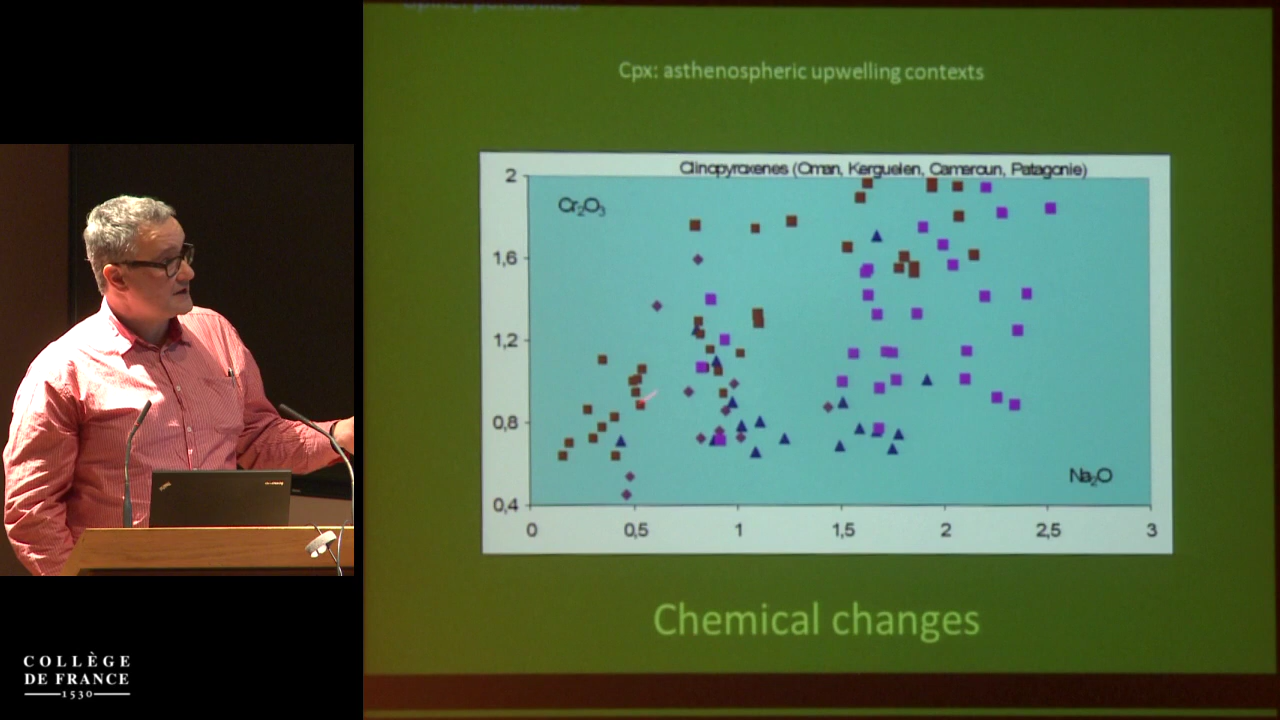 Cpx: asthenospheric upwelling contexts
Clinopyroxenes (Oman, Kerguelen, Cameroun, Patagonie)
Cr₂O₃
2
1,6
1,2
0,8
0,4
Na₂O
0
0,5
1
1,5
2
2,5
3
Chemical changes
COLLÈGE
DE FRANCE
1530